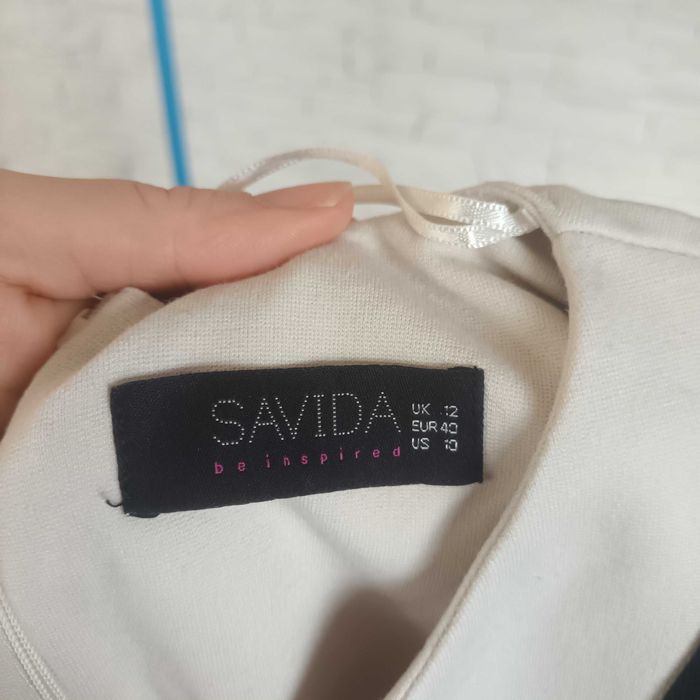 SAVIDA
be inspired
UK 12
EUR 40
US 10